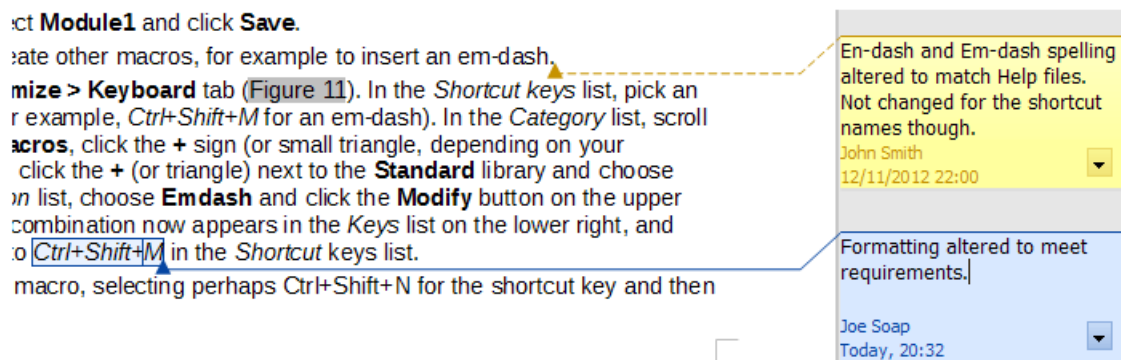 ect Module1 and click Save.
eate other macros, for example to insert an em-dash.
mize > Keyboard tab (Figure 11). In the Shortcut keys list, pick an
r example, Ctrl+Shift+M for an em-dash). In the Category list, scroll
acros, click the + sign (or small triangle, depending on your
click the + (or triangle) next to the Standard library and choose
on list, choose Emdash and click the Modify button on the upper
combination now appears in the Keys list on the lower right, and
to Ctrl+Shift+M in the Shortcut keys list.
macro, selecting perhaps Ctrl+Shift+N for the shortcut key and then
En-dash and Em-dash spelling
altered to match Help files.
Not changed for the shortcut
names though.
John Smith
12/11/2012 22:00
Formatting altered to meet
requirements.
Joe Soap
Today, 20:32